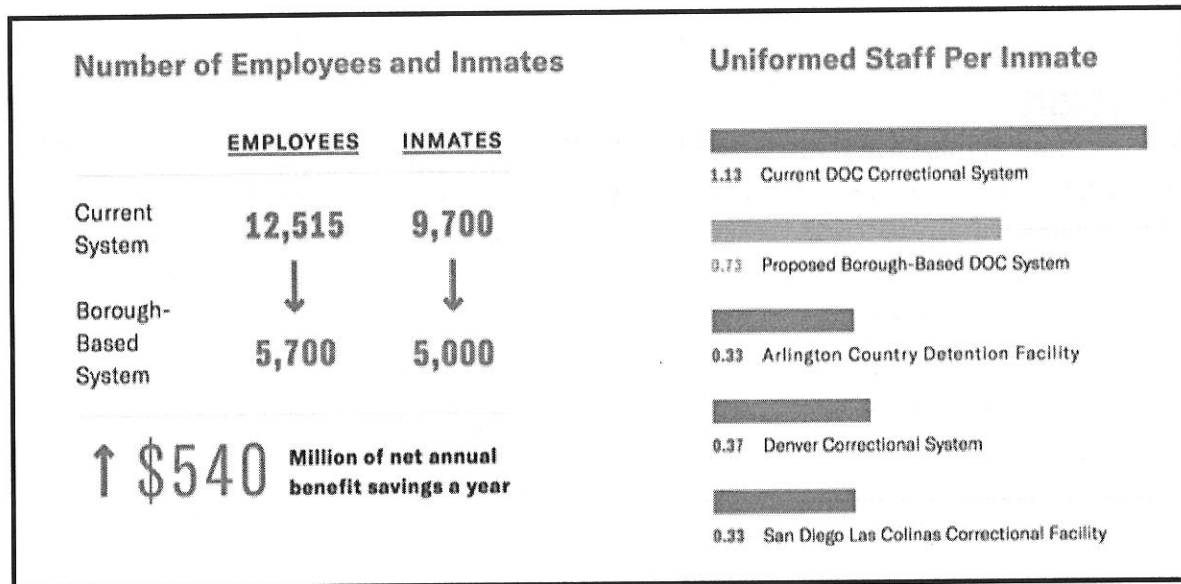 Number of Employees and Inmates
EMPLOYEES INMATES
Current
System
12,515 9,700
Borough-
Based
System
5,700 5,000
↑ $540 Million of net annual
benefit savings a year
Uniformed Staff Per Inmate
1.13 Current DOC Correctional System
0.73 Proposed Borough-Based DOC System
0.33 Arlington Country Detention Facility
0.37 Denver Correctional System
0.33 San Diego Las Colinas Correctional Facility